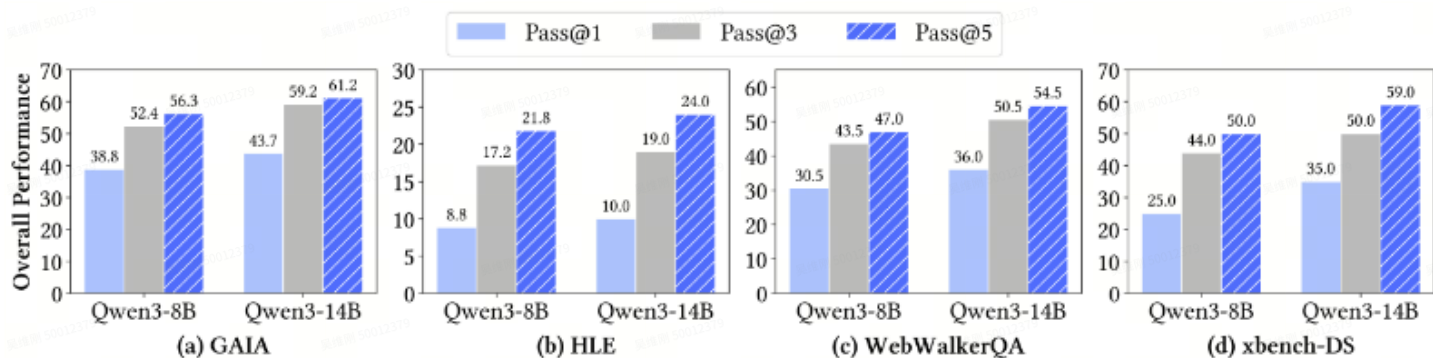 Pass@1 Pass@3 Pass@5
Overall Performance
70
60
50
40
30
20
10
0
38.8 52.4 56.3 43.7 59.2 61.2
Qwen3-8B Qwen3-14B
(a) GAIA
30
25
20
15
10
5
0
8.8 17.2 21.8 10.0 19.0 24.0
Qwen3-8B Qwen3-14B
(b) HLE
60
50
40
30
20
10
0
30.5 43.5 47.0 36.0 50.5 54.5
Qwen3-8B Qwen3-14B
(c) WebWalkerQA
70
60
50
40
30
20
10
0
25.0 44.0 50.0 35.0 50.0 59.0
Qwen3-8B Qwen3-14B
(d) xbench-DS